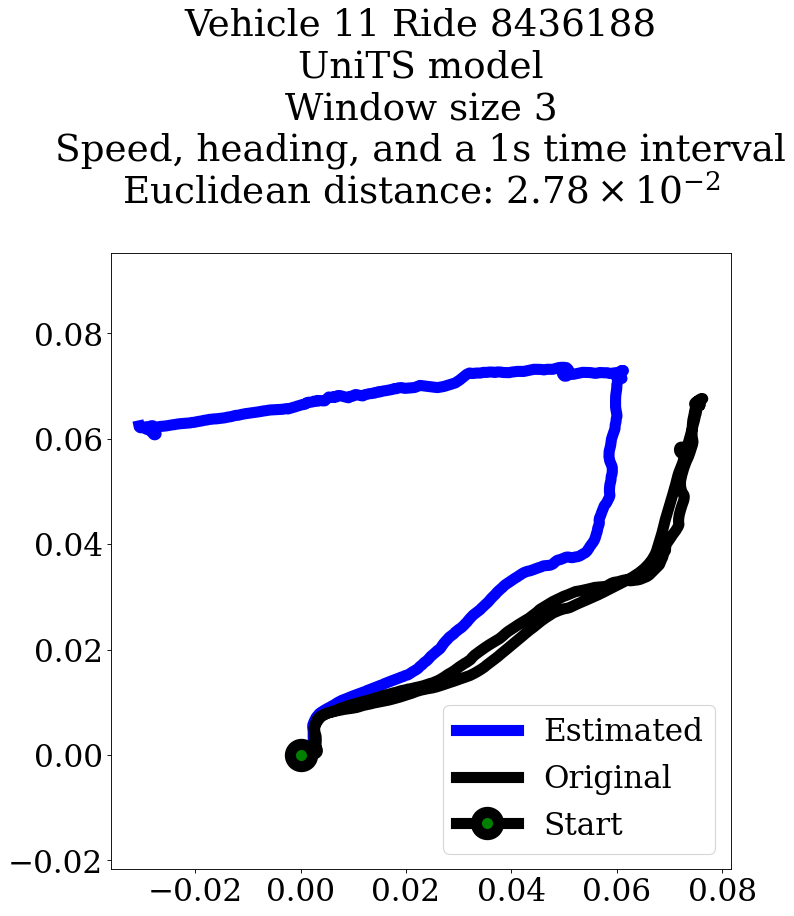 Vehicle 11 Ride 8436188
UniTS model
Window size 3
Speed, heading, and a 1s time interval
Euclidean distance: 2.78 × 10⁻²
0.08
0.06
0.04
0.02
0.00
−0.02
Estimated
Original
Start
−0.02 0.00 0.02 0.04 0.06 0.08